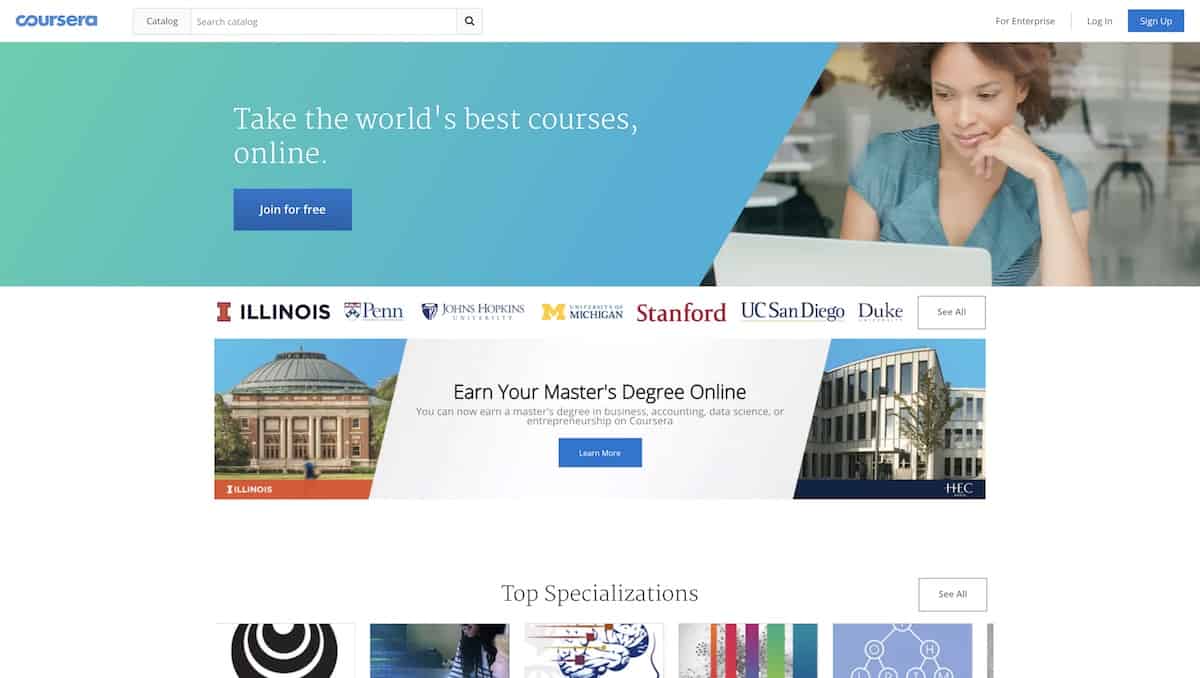 coursera
Catalog
Search catalog
For Enterprise
Log In
Sign Up
Take the world's best courses,
online.
Join for free
I ILLINOIS
Penn
JOHNS HOPKINS
UNIVERSITY
M
UNIVERSITY OF
MICHIGAN
Stanford
UC San Diego
Duke
UNIVERSITY
See All
Earn Your Master's Degree Online
You can now earn a master's degree in business, accounting, data science, or
entrepreneurship on Coursera
Learn More
I ILLINOIS
HEC
PARIS
Top Specializations
See All
O H
L R T M